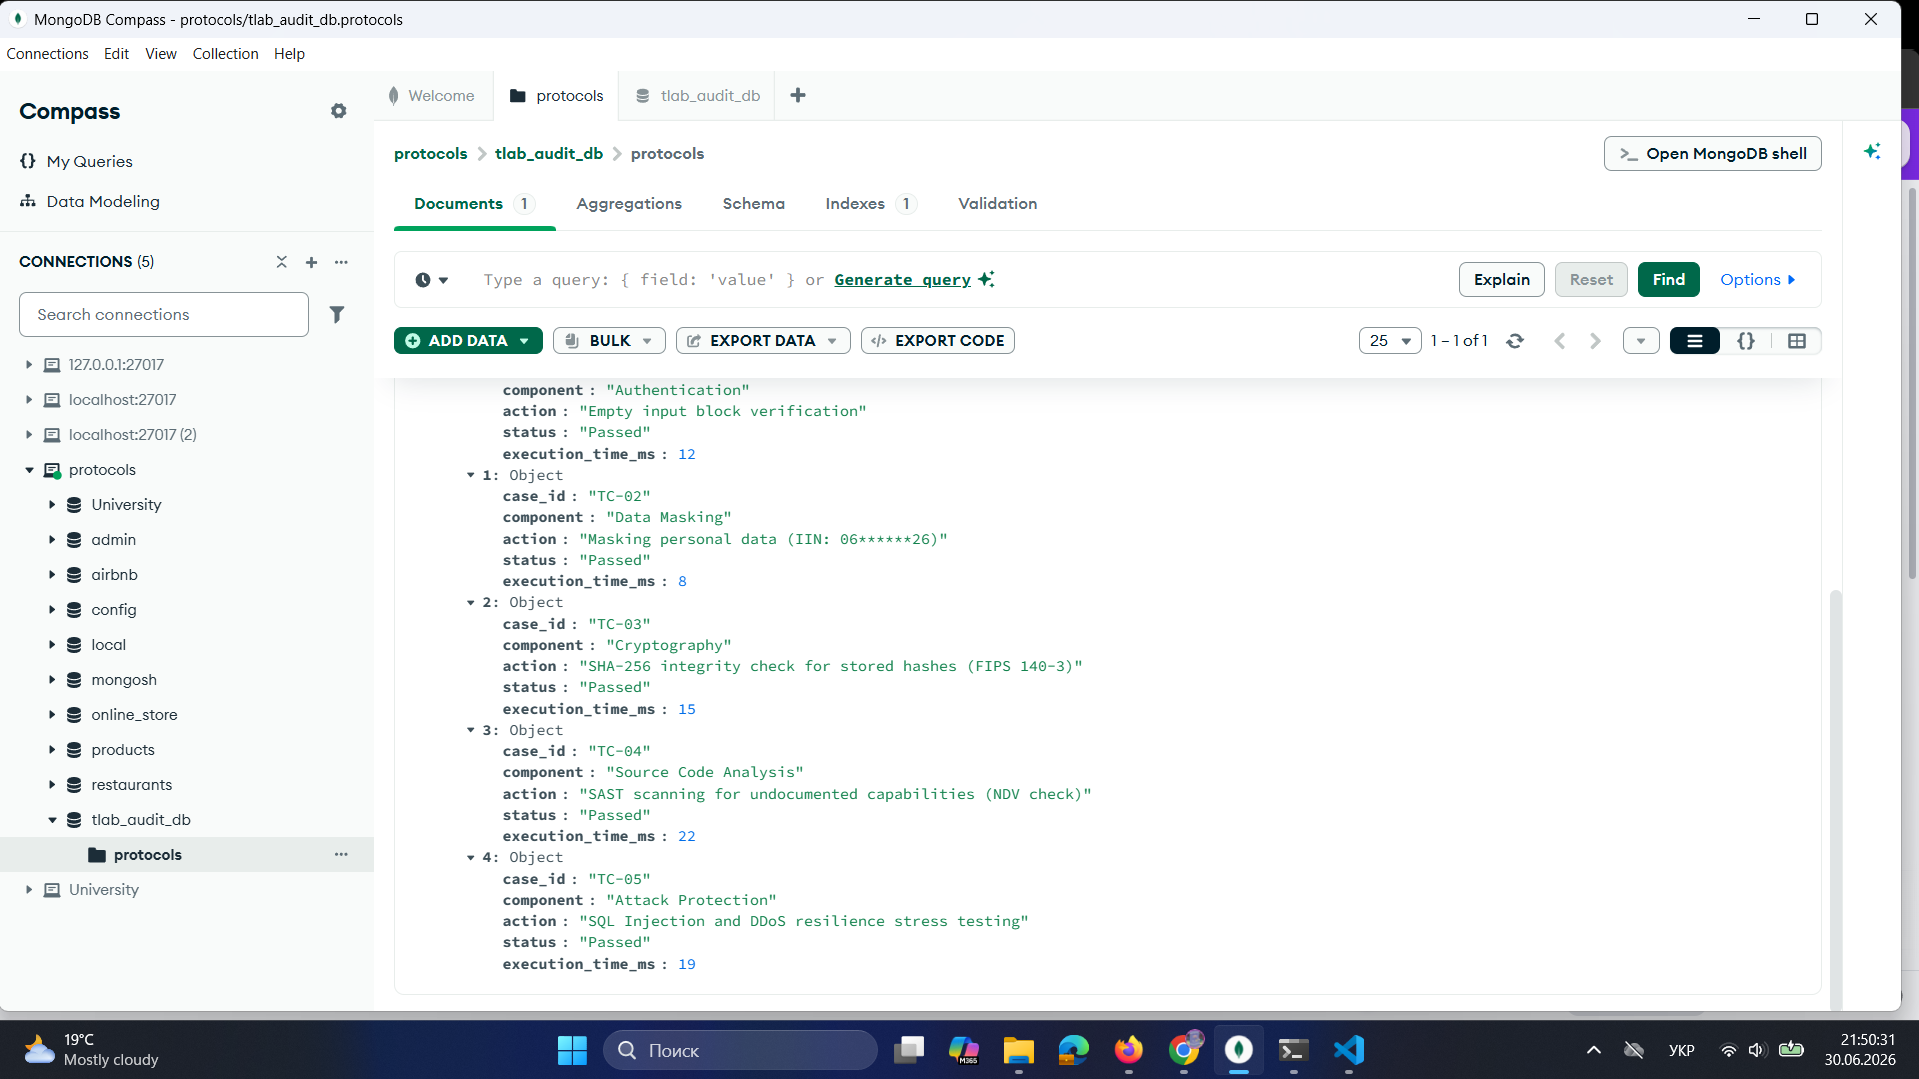 MongoDB Compass - protocols/tlab_audit_db.protocols
Connections Edit View Collection Help
Compass
My Queries
Data Modeling
CONNECTIONS (5)
Search connections
127.0.0.1:27017
localhost:27017
localhost:27017 (2)
protocols
University
admin
airbnb
config
local
mongosh
online_store
products
restaurants
tlab_audit_db
protocols
University
Welcome
protocols
tlab_audit_db
protocols > tlab_audit_db > protocols
>_ Open MongoDB shell
Documents 1 Aggregations Schema Indexes 1 Validation
Type a query: { field: 'value' } or Generate query
Explain Reset Find Options
ADD DATA BULK EXPORT DATA EXPORT CODE
25 1 – 1 of 1
component : "Authentication"
action : "Empty input block verification"
status : "Passed"
execution_time_ms : 12
1: Object
case_id : "TC-02"
component : "Data Masking"
action : "Masking personal data (IIN: 06******26)"
status : "Passed"
execution_time_ms : 8
2: Object
case_id : "TC-03"
component : "Cryptography"
action : "SHA-256 integrity check for stored hashes (FIPS 140-3)"
status : "Passed"
execution_time_ms : 15
3: Object
case_id : "TC-04"
component : "Source Code Analysis"
action : "SAST scanning for undocumented capabilities (NDV check)"
status : "Passed"
execution_time_ms : 22
4: Object
case_id : "TC-05"
component : "Attack Protection"
action : "SQL Injection and DDoS resilience stress testing"
status : "Passed"
execution_time_ms : 19
19°C
Mostly cloudy
Поиск
M365
УКР
21:50:31
30.06.2026